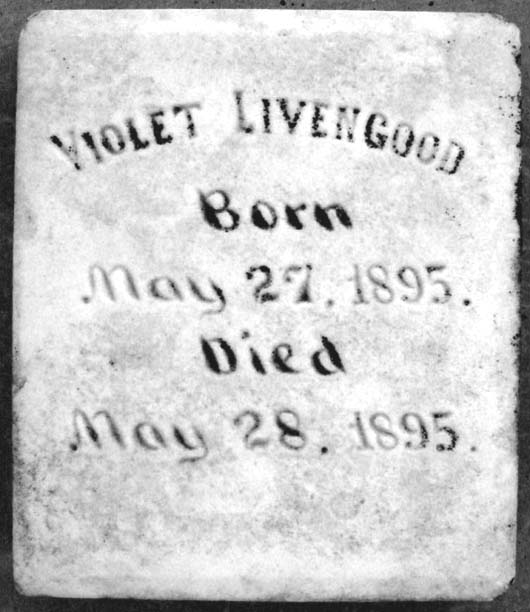 VIOLET LIVENGOOD
Born
May 27, 1895.
Died
May 28, 1895.